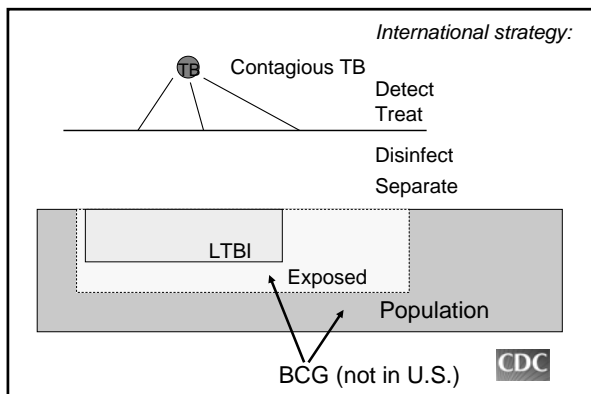 International strategy:
TB
Contagious TB
Detect
Treat
Disinfect
Separate
LTBI
Exposed
Population
BCG (not in U.S.)
CDC